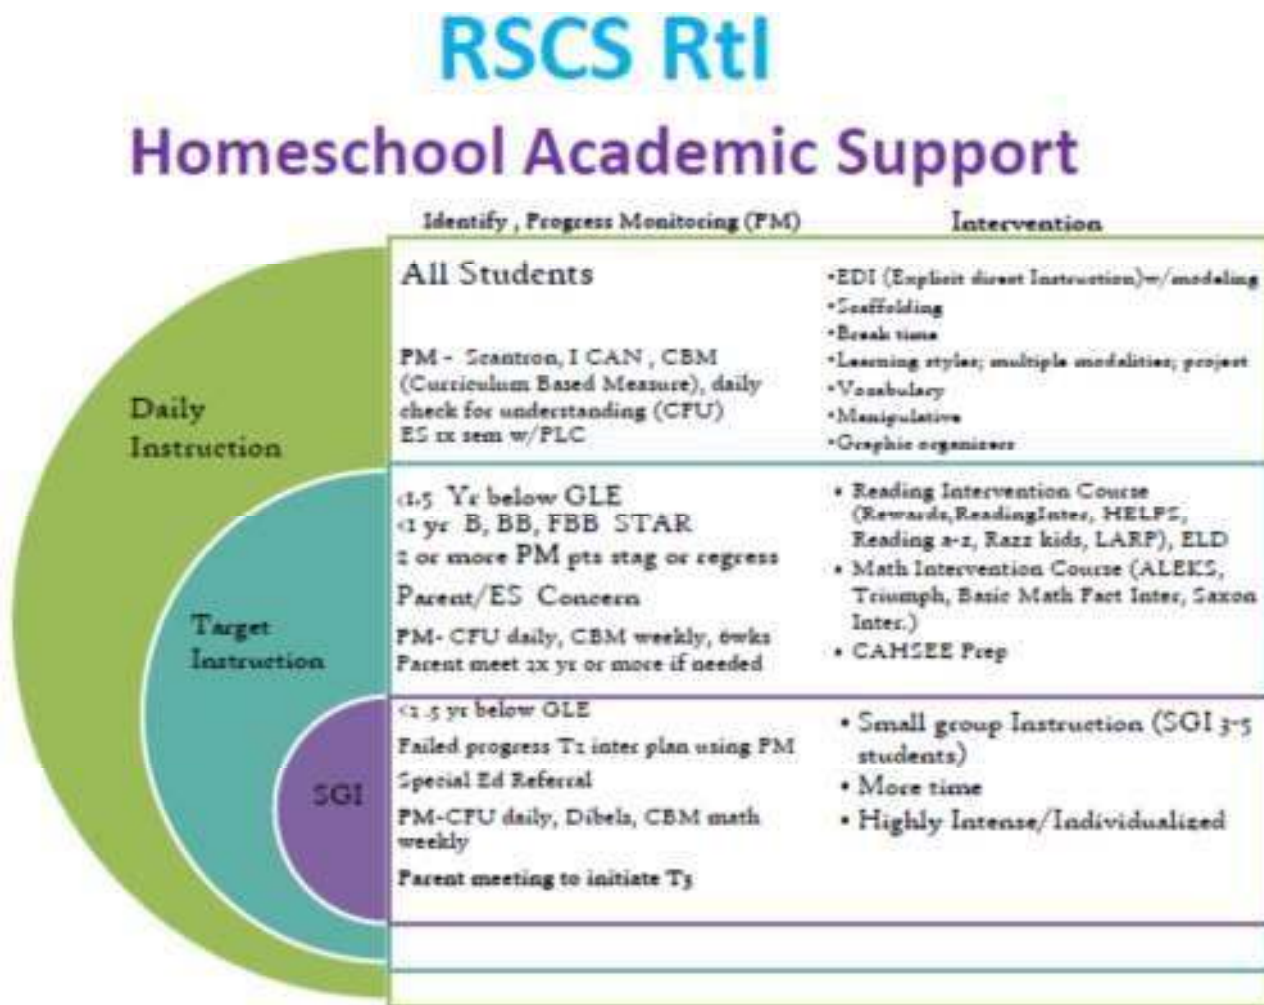 RSCS RtI
Homeschool Academic Support
Identify , Progress Monitoring (PM)
Intervention
Daily
Instruction
All Students
PM - Scantron, I CAN , CBM
(Curriculum Based Measure), daily
check for understanding (CFU)
ES 1x sem w/PLC
•EDI (Explicit direct Instruction)w/modeling
•Scaffolding
•Break time
•Learning styles; multiple modalities; project
•Vocabulary
•Manipulative
•Graphic organizers
Target
Instruction
<1.5 Yr below GLE
<1 yr B, BB, FBB STAR
2 or more PM pts stag or regress
Parent/ES Concern
PM- CFU daily, CBM weekly, 6wks
Parent meet 2x yr or more if needed
• Reading Intervention Course
(Rewards,ReadingInter, HELPS,
Reading a-z, Razz kids, LARP), ELD
• Math Intervention Course (ALEKS,
Triumph, Basic Math Fact Inter, Saxon
Inter.)
• CAHSEE Prep
SGI
yr below GLE
Failed progress T2 inter plan using PM
Special Ed Referral
PM-CFU daily, Dibels, CBM math
weekly
Parent meeting to initiate T3
• Small group Instruction (SGI 3-5
students)
• More time
• Highly Intense/Individualized